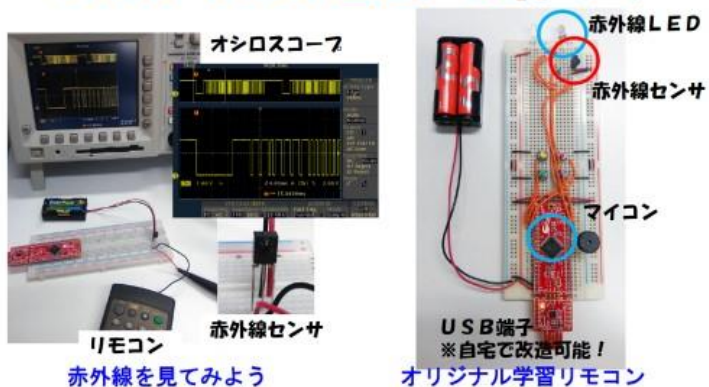 オシロスコープ
リモコン
赤外線センサ
赤外線を見てみよう
赤外線LED
赤外線センサ
マイコン
USB端子
※自宅で改造可能!
オリジナル学習リモコン